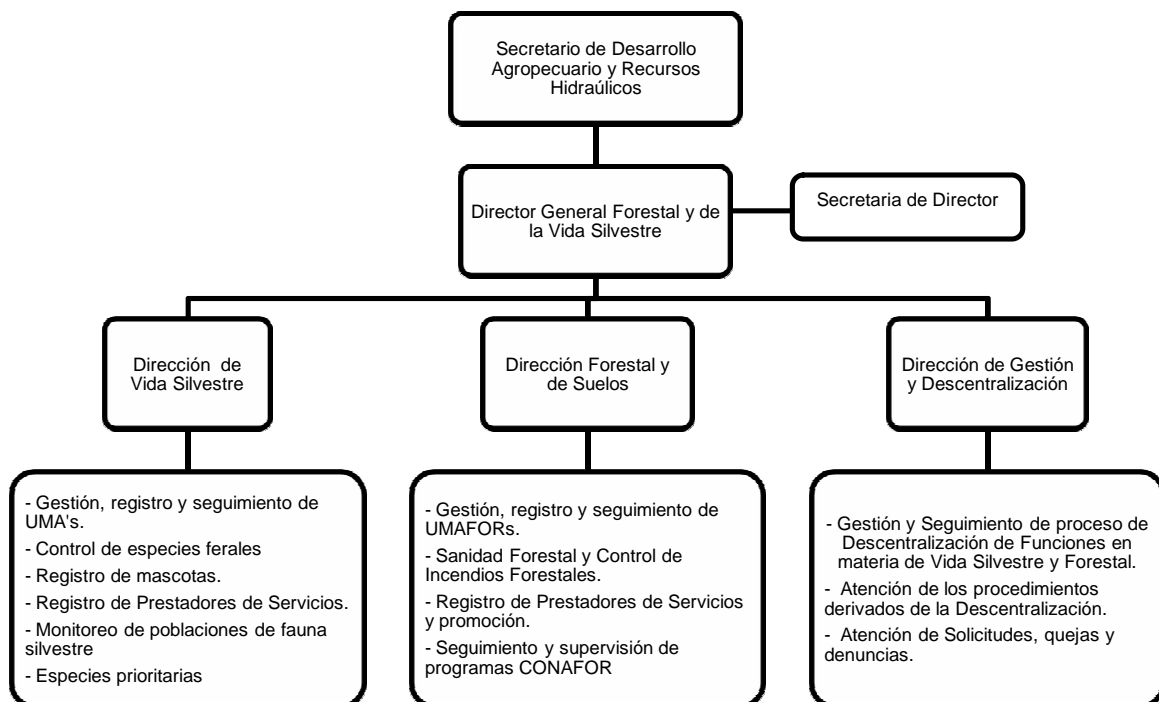 Secretario de Desarrollo
Agropecuario y Recursos
Hidraúlicos
Director General Forestal y de
la Vida Silvestre
Secretaria de Director
Dirección de
Vida Silvestre
Dirección Forestal y
de Suelos
Dirección de Gestión
y Descentralización
- Gestión, registro y seguimiento de
UMA's.
- Control de especies ferales
- Registro de mascotas.
- Registro de Prestadores de Servicios.
- Monitoreo de poblaciones de fauna
silvestre
- Especies prioritarias
- Gestión, registro y seguimiento de
UMAFORs.
- Sanidad Forestal y Control de
Incendios Forestales.
- Registro de Prestadores de Servicios
y promoción.
- Seguimiento y supervisión de
programas CONAFOR
- Gestión y Seguimiento de proceso de
Descentralización de Funciones en
materia de Vida Silvestre y Forestal.
- Atención de los procedimientos
derivados de la Descentralización.
- Atención de Solicitudes, quejas y
denuncias.